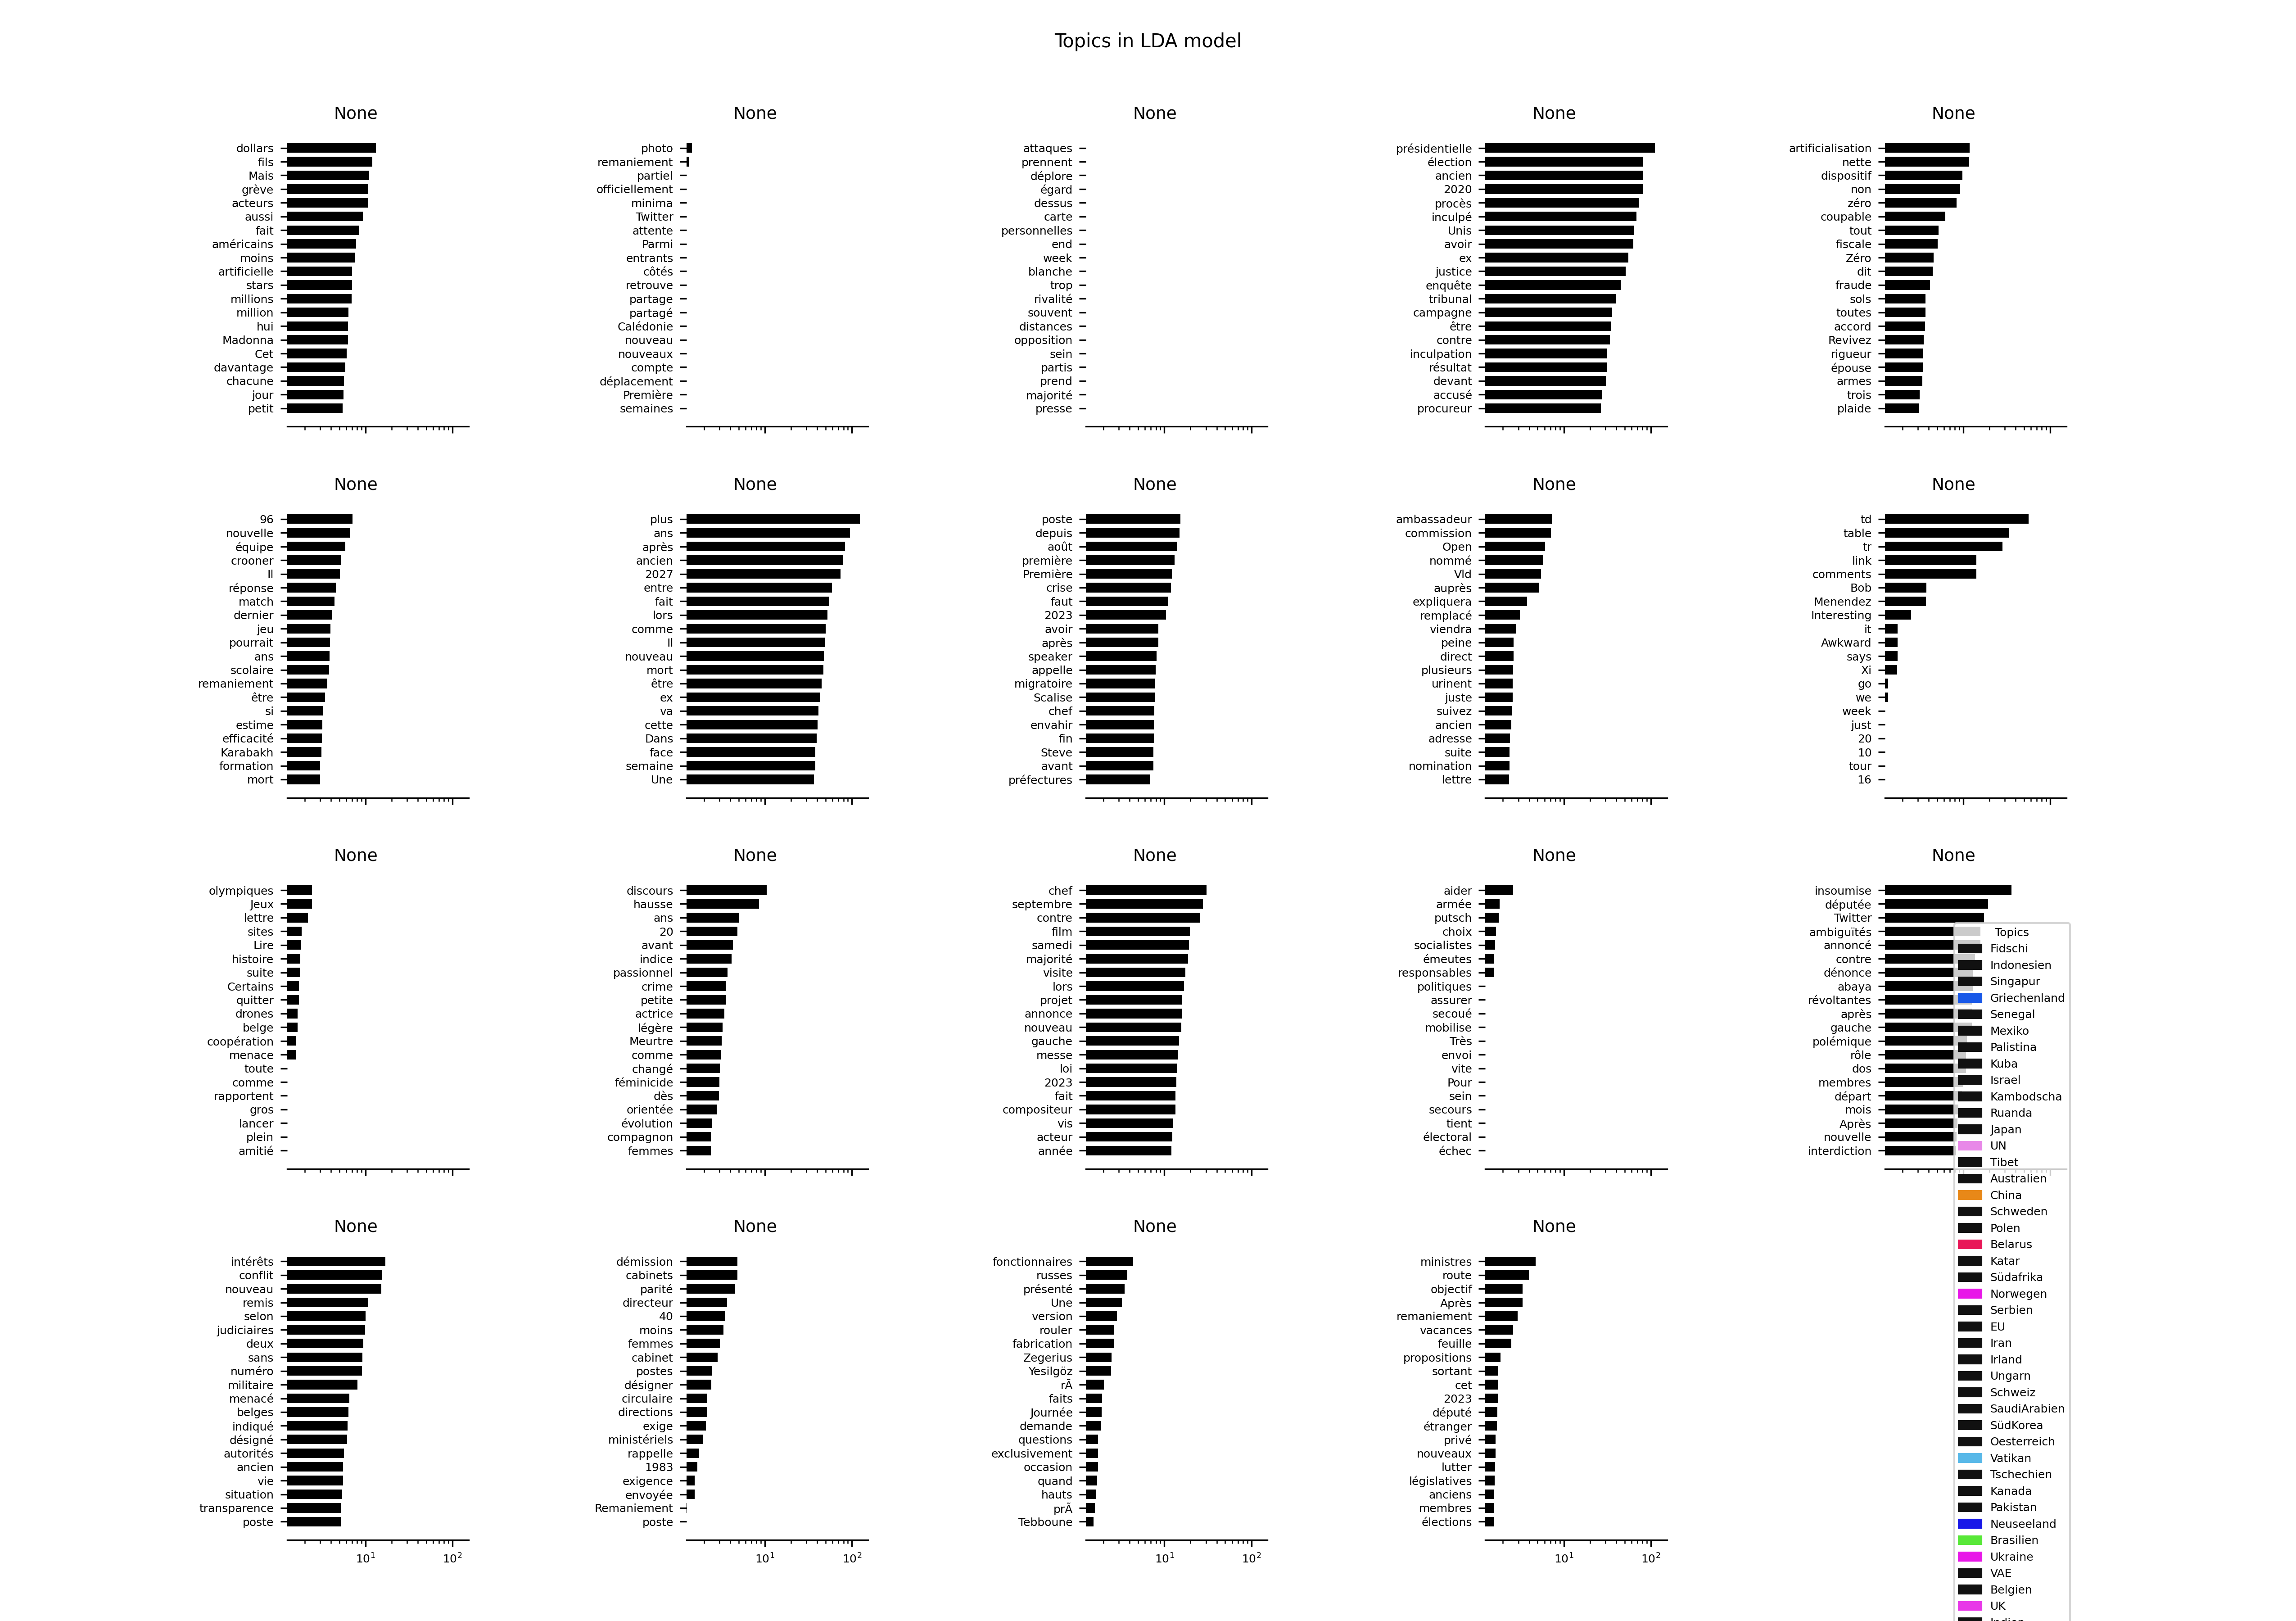 Topics in LDA model
None
dollars
fils
Mais
grève
acteurs
aussi
fait
américains
moins
artificielle
stars
millions
million
hui
Madonna
Cet
davantage
chacune
jour
petit
None
photo
remaniement
partiel
officiellement
minima
Twitter
attente
Parmi
entrants
côtés
retrouve
partage
partagé
Calédonie
nouveau
nouveaux
compte
déplacement
Première
semaines
None
attaques
prennent
déplore
égard
dessus
carte
personnelles
end
week
blanche
trop
rivalité
souvent
distances
opposition
sein
partis
prend
majorité
presse
None
présidentielle
élection
ancien
2020
procès
inculpé
Unis
avoir
ex
justice
enquête
tribunal
campagne
être
contre
inculpation
résultat
devant
accusé
procureur
None
artificialisation
nette
dispositif
non
zéro
coupable
tout
fiscale
Zéro
dit
fraude
sols
toutes
accord
Revivez
rigueur
épouse
armes
trois
plaide
None
96
nouvelle
équipe
crooner
Il
réponse
match
dernier
jeu
pourrait
ans
scolaire
remaniement
être
si
estime
efficacité
Karabakh
formation
mort
None
plus
ans
après
ancien
2027
entre
fait
lors
comme
Il
nouveau
mort
être
ex
va
cette
Dans
face
semaine
Une
None
poste
depuis
août
première
Première
crise
faut
2023
avoir
après
speaker
appelle
migratoire
Scalise
chef
envahir
fin
Steve
avant
préfectures
None
ambassadeur
commission
Open
nommé
Vld
auprès
expliquera
remplacé
viendra
peine
direct
plusieurs
urinent
juste
suivez
ancien
adresse
suite
nomination
lettre
None
td
table
tr
link
comments
Bob
Menendez
Interesting
it
Awkward
says
Xi
go
we
week
just
20
10
tour
16
None
olympiques
Jeux
lettre
sites
Lire
histoire
suite
Certains
quitter
drones
belge
coopération
menace
toute
comme
rapportent
gros
lancer
plein
amitié
None
discours
hausse
ans
20
avant
indice
passionnel
crime
petite
actrice
légère
Meurtre
comme
changé
féminicide
dès
orientée
évolution
compagnon
femmes
None
chef
septembre
contre
film
samedi
majorité
visite
lors
projet
annonce
nouveau
gauche
messe
loi
2023
fait
compositeur
vis
acteur
année
None
aider
armée
putsch
choix
socialistes
émeutes
responsables
politiques
assurer
secoué
mobilise
Très
envoi
vite
Pour
sein
secours
tient
électoral
échec
None
insoumise
députée
Twitter
ambiguïtés
annoncé
contre
dénonce
abaya
révoltantes
après
gauche
polémique
rôle
dos
membres
départ
mois
Après
nouvelle
interdiction
None
intérêts
conflit
nouveau
remis
selon
judiciaires
deux
sans
numéro
militaire
menacé
belges
indiqué
désigné
autorités
ancien
vie
situation
transparence
poste
10¹ 10²
None
démission
cabinets
parité
directeur
40
moins
femmes
cabinet
postes
désigner
circulaire
directions
exige
ministériels
rappelle
1983
exigence
envoyée
Remaniement
poste
10¹ 10²
None
fonctionnaires
russes
présenté
Une
version
rouler
fabrication
Zegerius
Yesilgöz
rÃ
faits
Journée
demande
questions
exclusivement
occasion
quand
hauts
prÃ
Tebboune
10¹ 10²
None
ministres
route
objectif
Après
remaniement
vacances
feuille
propositions
sortant
cet
2023
député
étranger
privé
nouveaux
lutter
législatives
anciens
membres
élections
10¹ 10²
Topics
Fidschi
Indonesien
Singapur
Griechenland
Senegal
Mexiko
Palistina
Kuba
Israel
Kambodscha
Ruanda
Japan
UN
Tibet
Australien
China
Schweden
Polen
Belarus
Katar
Südafrika
Norwegen
Serbien
EU
Iran
Irland
Ungarn
Schweiz
SaudiArabien
SüdKorea
Oesterreich
Vatikan
Tschechien
Kanada
Pakistan
Neuseeland
Brasilien
Ukraine
VAE
Belgien
UK